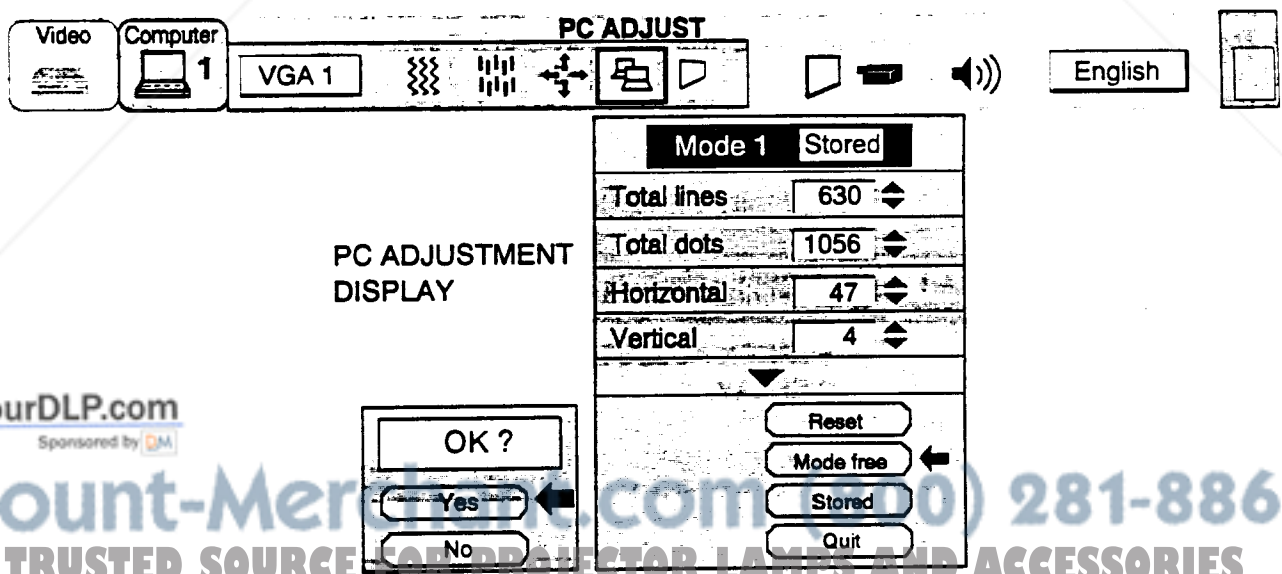 PC ADJUST
Video
Computer
1
VGA 1
English
Mode 1 Stored
Total lines 630
Total dots 1056
Horizontal 47
Vertical 4
PC ADJUSTMENT
DISPLAY
Reset
Mode free
Stored
Quit
OK ?
Yes
No
ourDLP.com
Sponsored by DM
ount-Merchant.com (800) 281-886
TRUSTED SOURCE FOR PROJECTOR LAMPS AND ACCESSORIES